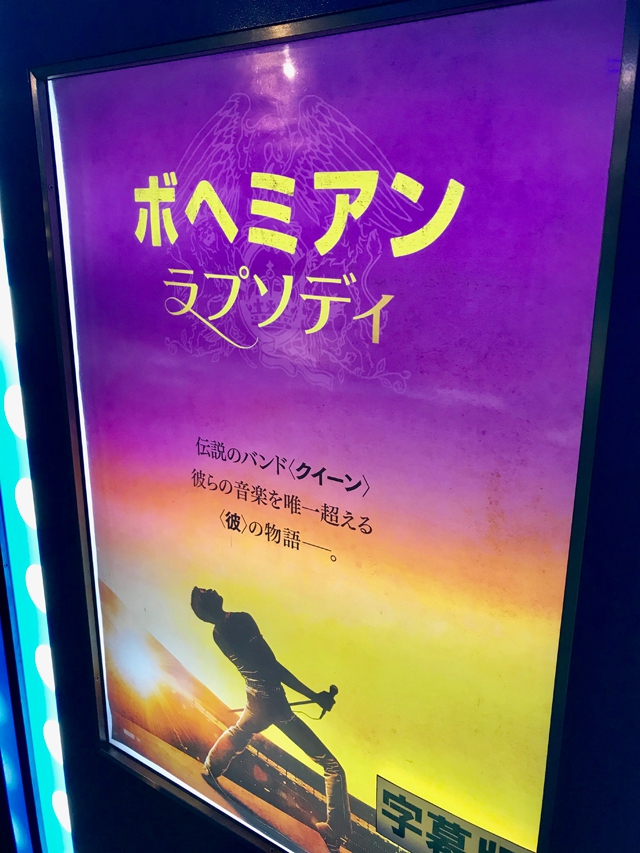 ボヘミアン
ラプソディ
伝説のバンド〈クイーン〉
彼らの音楽を唯一超える
〈彼〉の物語──。
字幕版